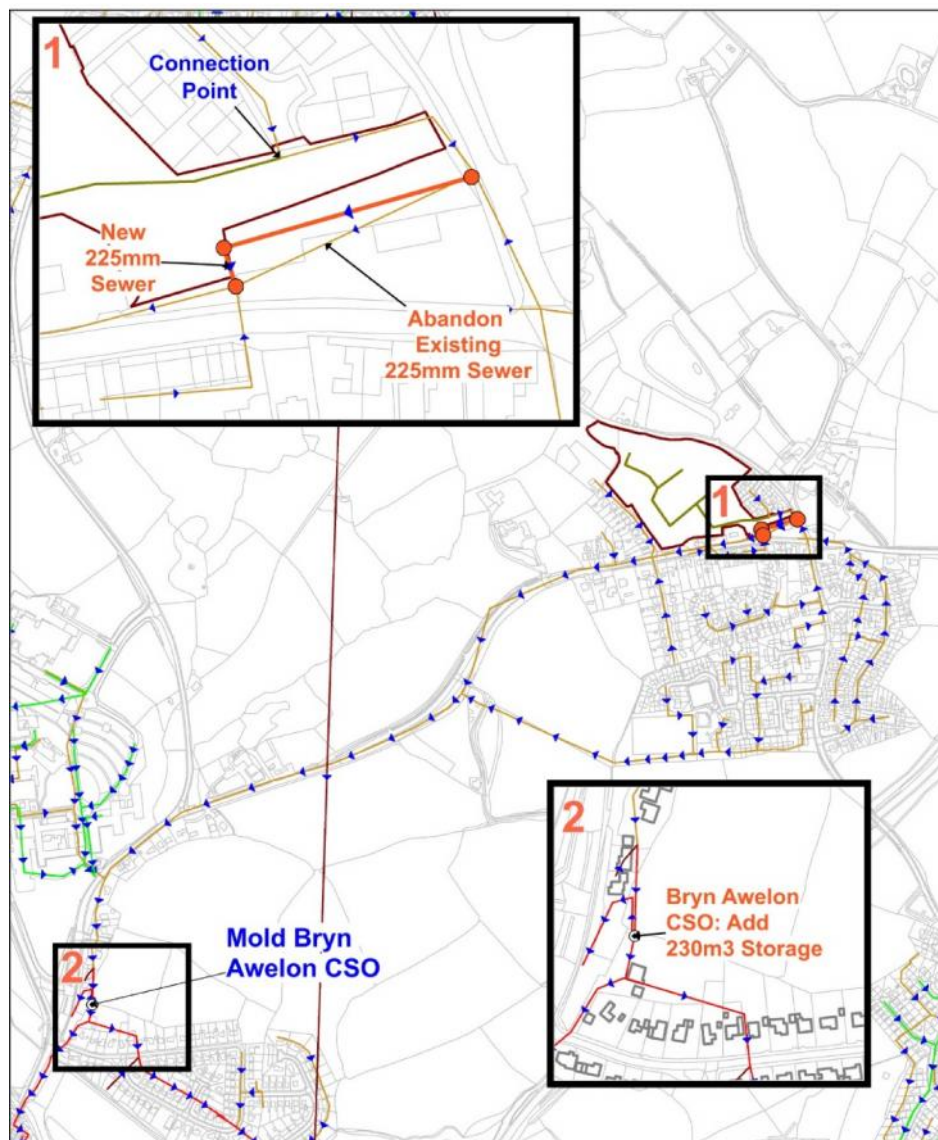 1
Connection
Point
New
225mm
Sewer
Abandon
Existing
225mm Sewer
1
2
Bryn Awelon
CSO: Add
230m3 Storage
Mold Bryn
Awelon CSO
2